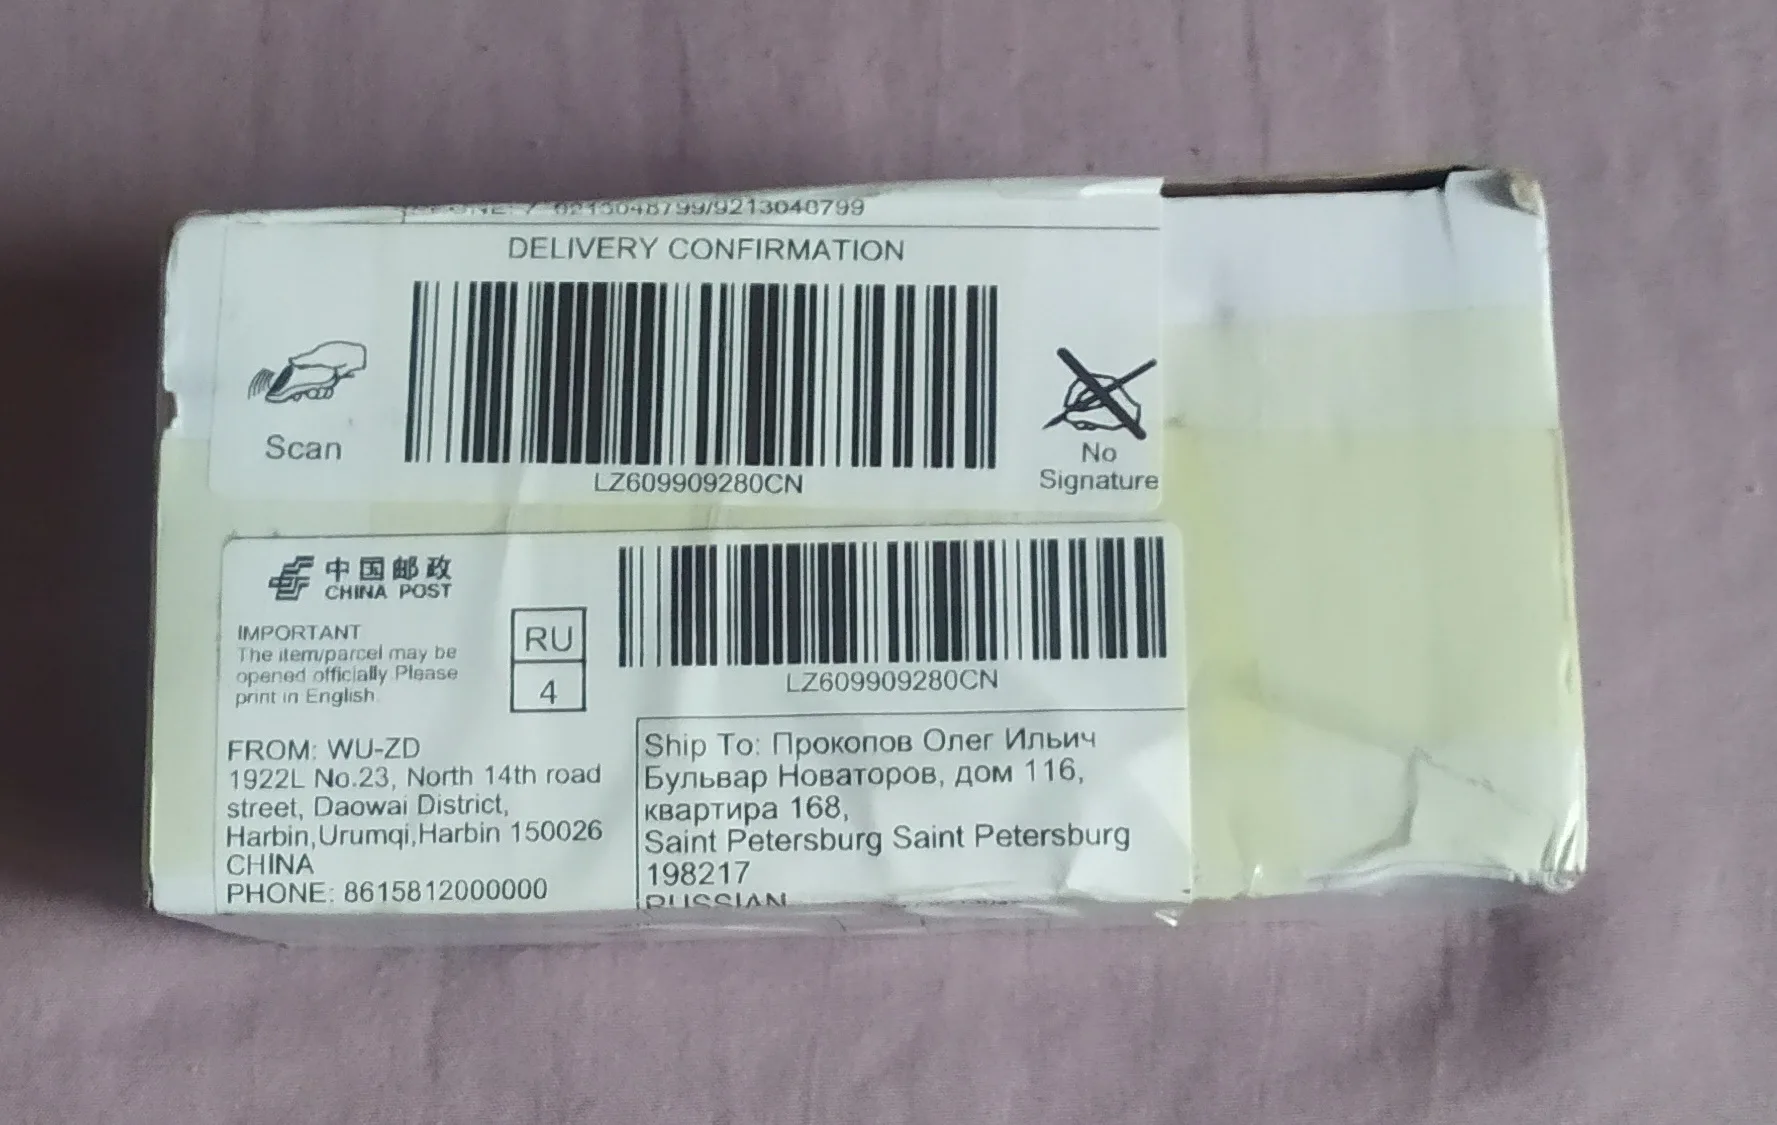 9213048799/9213040799
DELIVERY CONFIRMATION
Scan
LZ609909280CN
No
Signature
中国邮政
CHINA POST
IMPORTANT
The item/parcel may be
opened officially.Please
print in English.
RU
4
LZ609909280CN
FROM: WU-ZD
1922L No.23, North 14th road
street, Daowai District,
Harbin,Urumqi,Harbin 150026
CHINA
PHONE: 8615812000000
Ship To: Прокопов Олег Ильич
Бульвар Новаторов, дом 116,
квартира 168,
Saint Petersburg Saint Petersburg
198217
RUSSIAN